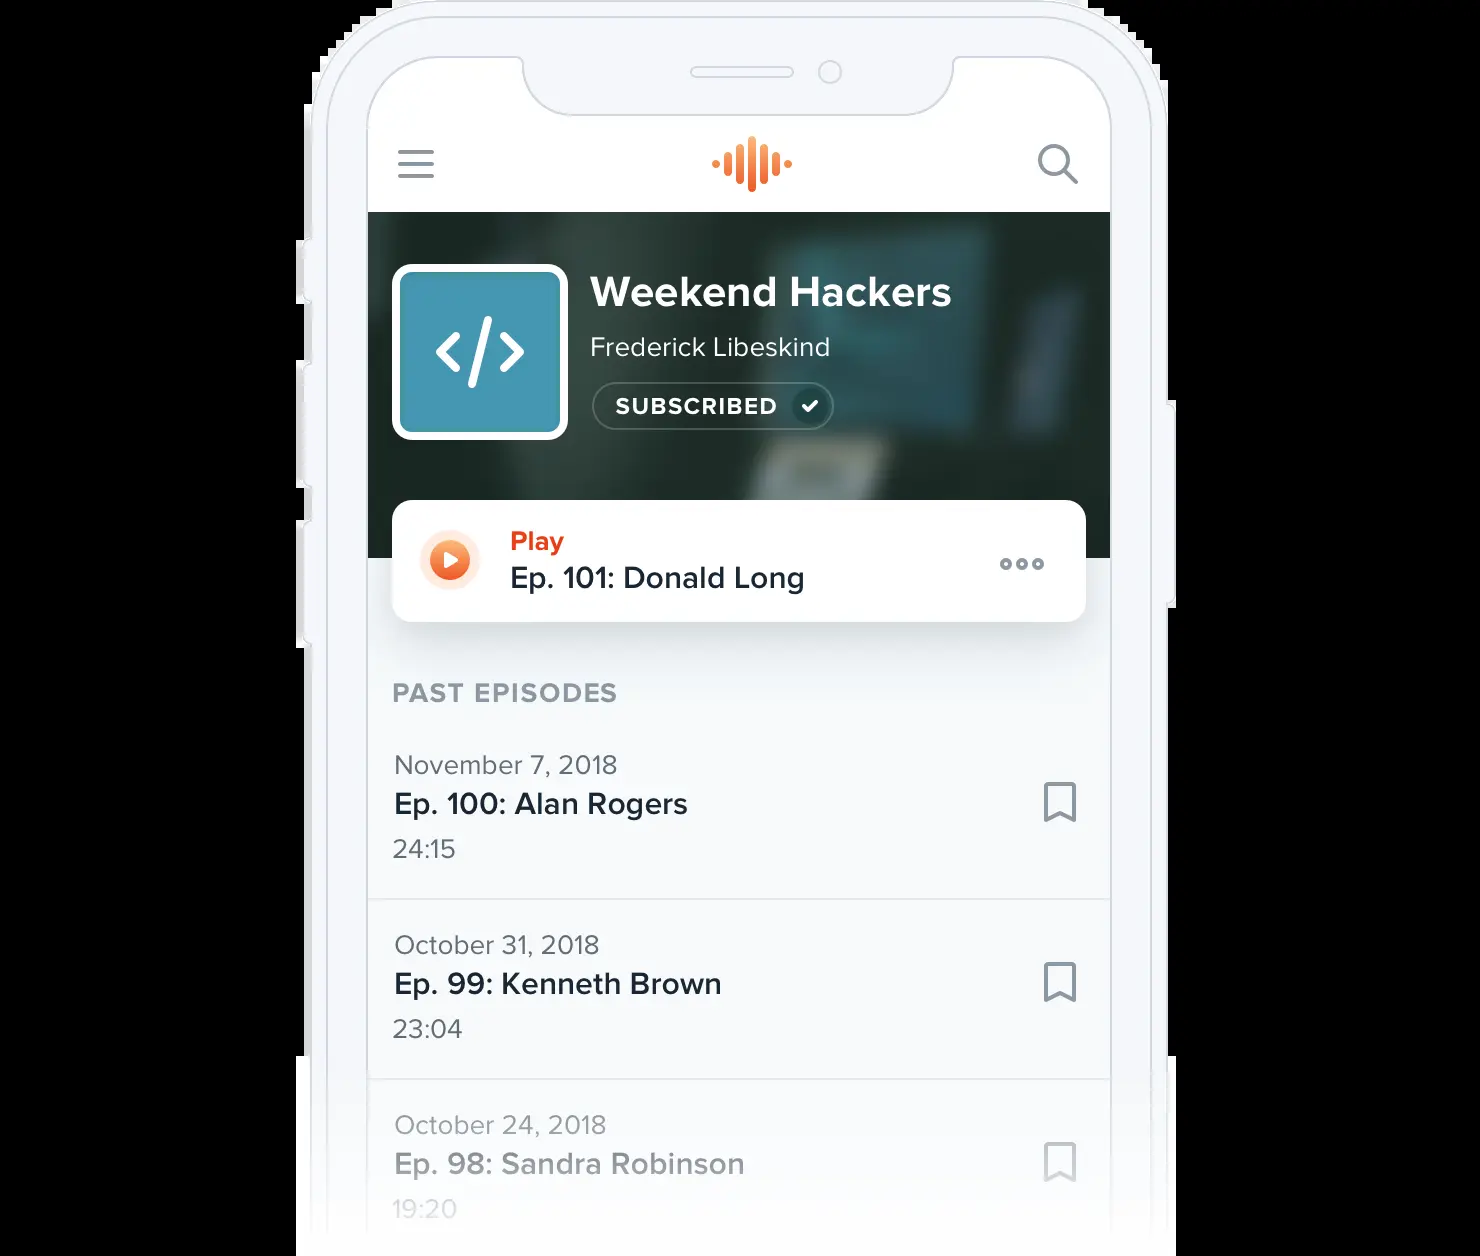 Weekend Hackers
Frederick Libeskind
SUBSCRIBED
Play
Ep. 101: Donald Long
PAST EPISODES
November 7, 2018
Ep. 100: Alan Rogers
24:15
October 31, 2018
Ep. 99: Kenneth Brown
23:04
October 24, 2018
Ep. 98: Sandra Robinson
19:20